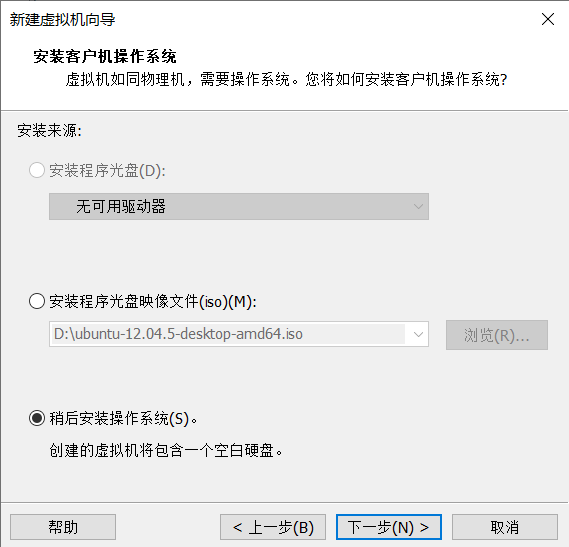 新建虚拟机向导
安装客户机操作系统
虚拟机如同物理机，需要操作系统。您将如何安装客户机操作系统?
安装来源:
安装程序光盘(D):
无可用驱动器
安装程序光盘映像文件(iso)(M):
D:\ubuntu-12.04.5-desktop-amd64.iso
浏览(R)...
稍后安装操作系统(S)。
创建的虚拟机将包含一个空白硬盘。
帮助
< 上一步(B)
下一步(N) >
取消